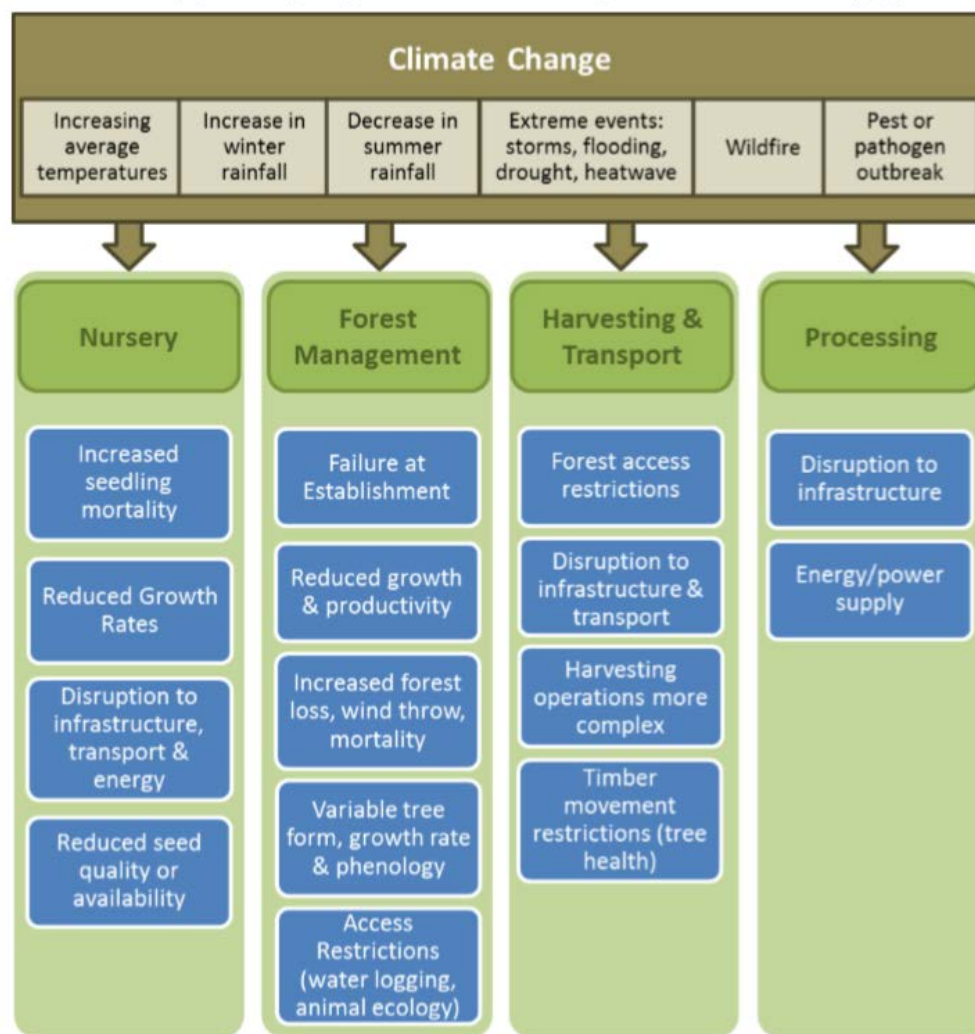 Climate Change
Increasing
average
temperatures
Increase in
winter
rainfall
Decrease in
summer
rainfall
Extreme events:
storms, flooding,
drought, heatwave
Wildfire
Pest or
pathogen
outbreak
Nursery
Increased
seedling
mortality
Reduced Growth
Rates
Disruption to
infrastructure,
transport &
energy
Reduced seed
quality or
availability
Forest
Management
Failure at
Establishment
Reduced growth
& productivity
Increased forest
loss, wind throw,
mortality
Variable tree
form, growth rate
& phenology
Access
Restrictions
(water logging,
animal ecology)
Harvesting &
Transport
Forest access
restrictions
Disruption to
infrastructure &
transport
Harvesting
operations more
complex
Timber
movement
restrictions (tree
health)
Processing
Disruption to
infrastructure
Energy/power
supply